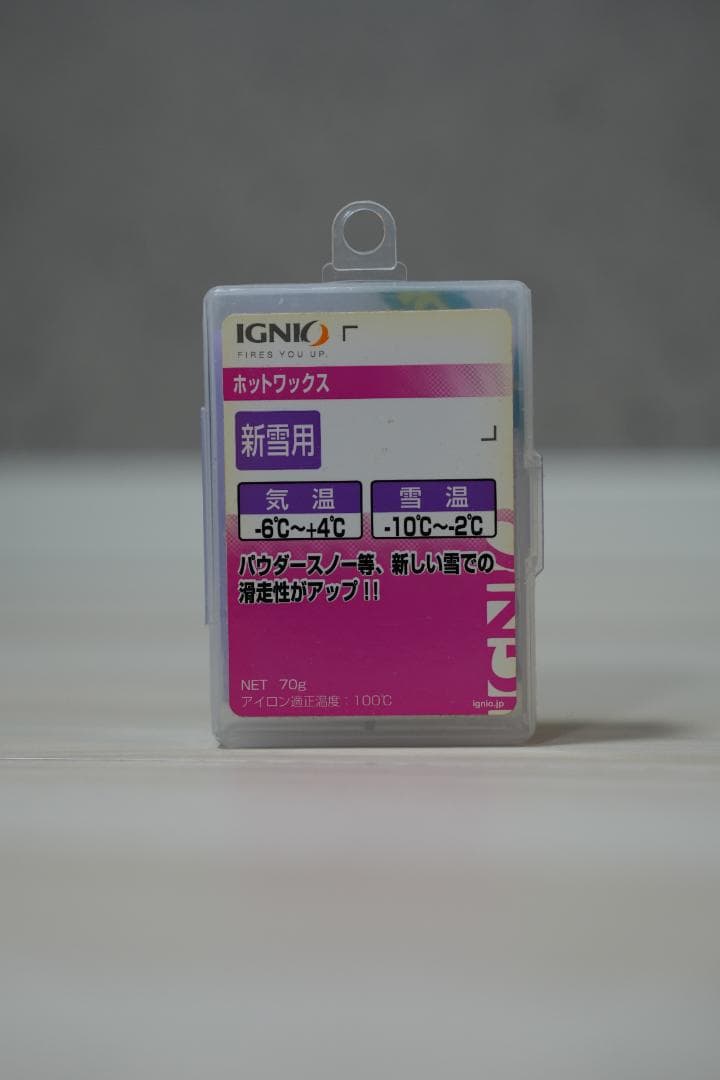 IGNIO
FIRES YOU UP.
ホットワックス
新雪用
気温
-6℃～+4℃
雪温
-10℃～-2℃
パウダースノー等、新しい雪での
滑走性がアップ!!
NET 70g
アイロン適正温度：100℃
IGNIO
ignio.jp